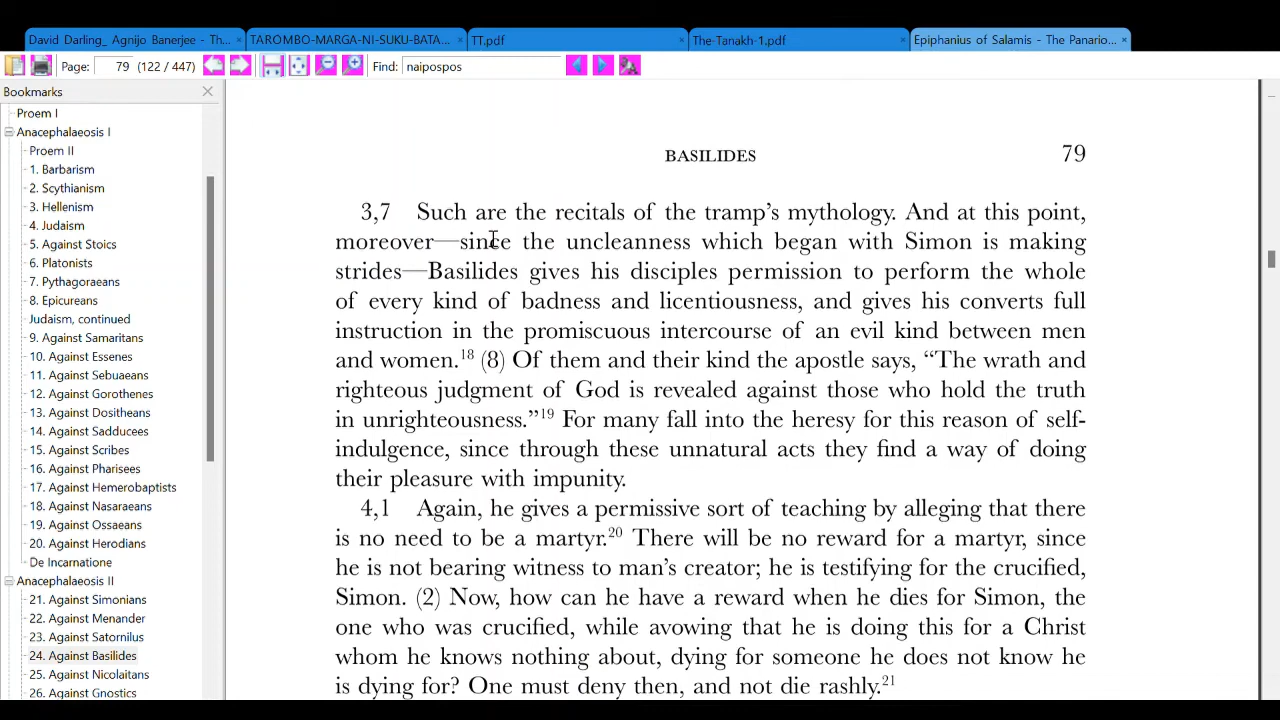 David Darling_ Agnijo Banerjee - Th... × TAROMBO-MARGA-NI-SUKU-BATA... × TT.pdf × The-Tanakh-1.pdf × Epiphanius of Salamis - The Panario... ×
Page: 79 (122 / 447) Find: naipospos
Bookmarks
Proem I
Anacephalaeosis I
Proem II
1. Barbarism
2. Scythianism
3. Hellenism
4. Judaism
5. Against Stoics
6. Platonists
7. Pythagoraeans
8. Epicureans
Judaism, continued
9. Against Samaritans
10. Against Essenes
11. Against Sebuaeans
12. Against Gorothenes
13. Against Dositheans
14. Against Sadducees
15. Against Scribes
16. Against Pharisees
17. Against Hemerobaptists
18. Against Nasaraeans
19. Against Ossaeans
20. Against Herodians
De Incarnatione
Anacephalaeosis II
21. Against Simonians
22. Against Menander
23. Against Satornilus
24. Against Basilides
25. Against Nicolaitans
26. Against Gnostics
BASILIDES 79
3,7 Such are the recitals of the tramp's mythology. And at this point,
moreover—since the uncleanness which began with Simon is making
strides—Basilides gives his disciples permission to perform the whole
of every kind of badness and licentiousness, and gives his converts full
instruction in the promiscuous intercourse of an evil kind between men
and women.18 (8) Of them and their kind the apostle says, “The wrath and
righteous judgment of God is revealed against those who hold the truth
in unrighteousness.”19 For many fall into the heresy for this reason of self-
indulgence, since through these unnatural acts they find a way of doing
their pleasure with impunity.
4,1 Again, he gives a permissive sort of teaching by alleging that there
is no need to be a martyr.20 There will be no reward for a martyr, since
he is not bearing witness to man's creator; he is testifying for the crucified,
Simon. (2) Now, how can he have a reward when he dies for Simon, the
one who was crucified, while avowing that he is doing this for a Christ
whom he knows nothing about, dying for someone he does not know he
is dying for? One must deny then, and not die rashly.21